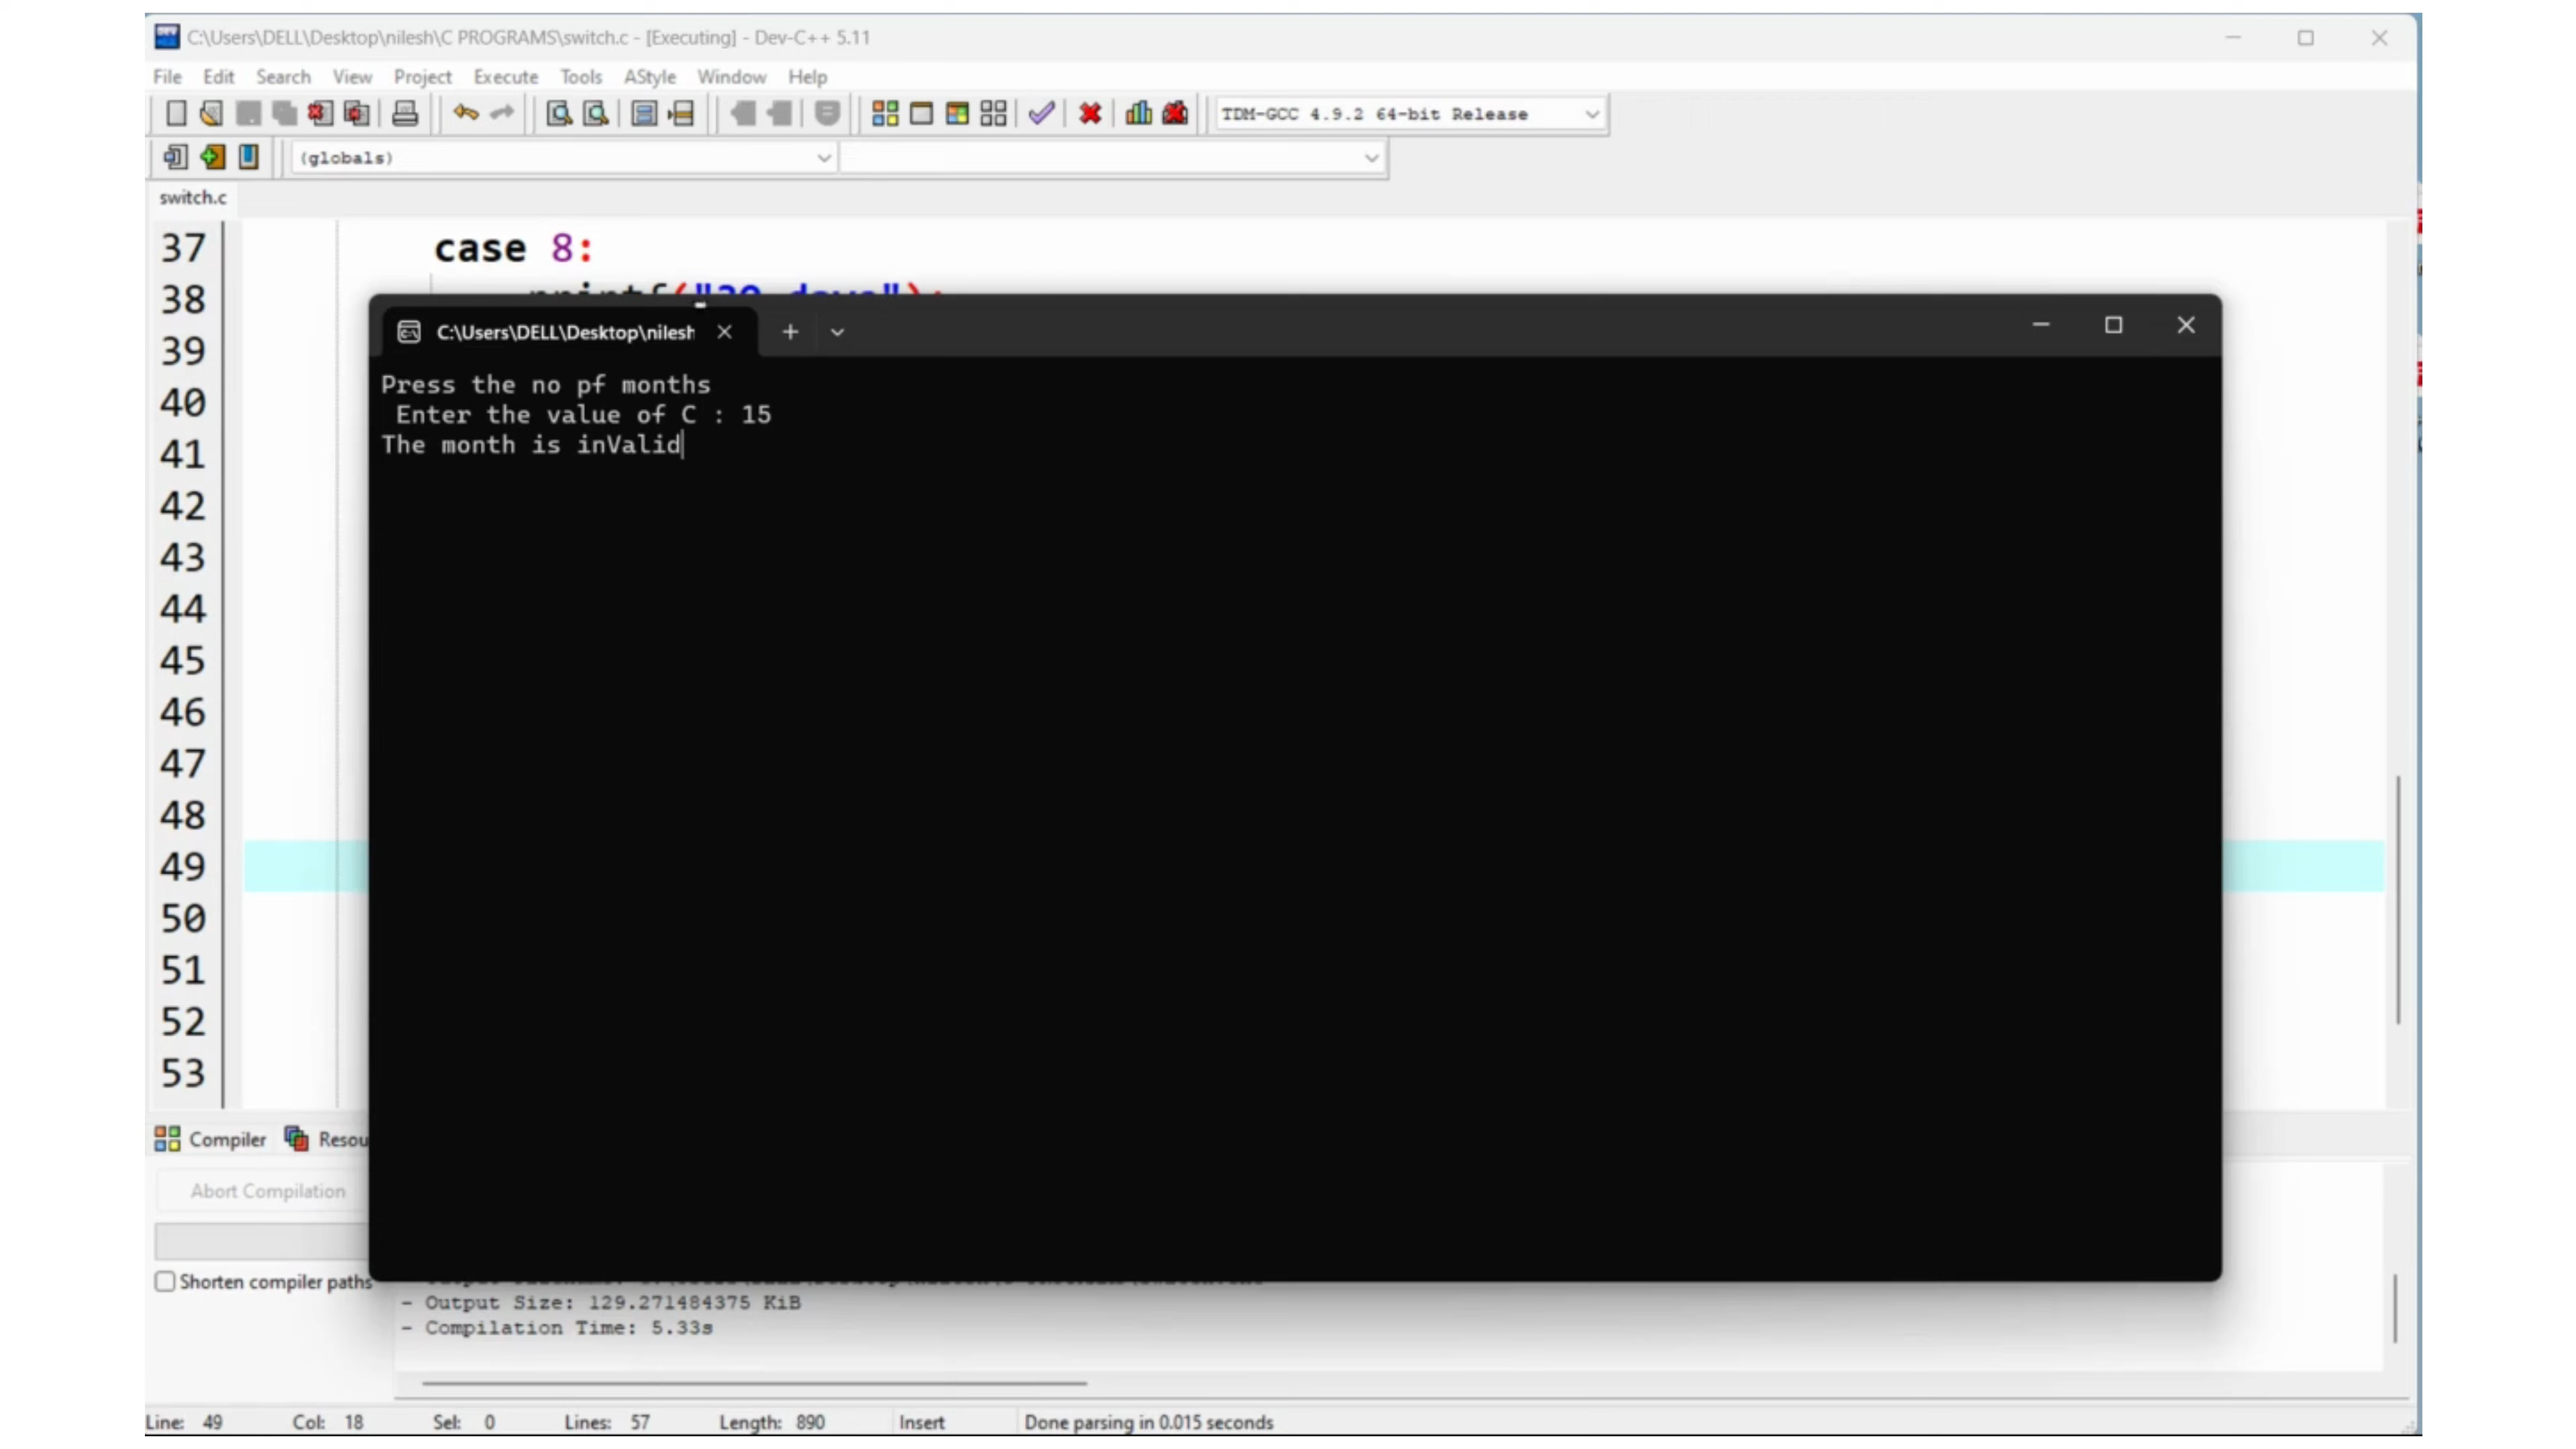 C:\Users\DELL\Desktop\nilesh\C PROGRAMS\switch.c - [Executing] - Dev-C++ 5.11
File Edit Search View Project Execute Tools AStyle Window Help
TDM-GCC 4.9.2 64-bit Release
(globals)
switch.c
37 case 8:
38
C:\Users\DELL\Desktop\nilesh
39
Press the no pf months
40
Enter the value of C : 15
41
The month is inValid
42
43
44
45
46
47
48
49
50
51
52
53
Compiler
Abort Compilation
Shorten compiler paths
- Output Size: 129.271484375 KiB
- Compilation Time: 5.33s
Line: 49 Col: 18 Sel: 0 Lines: 57 Length: 890 Insert Done parsing in 0.015 seconds